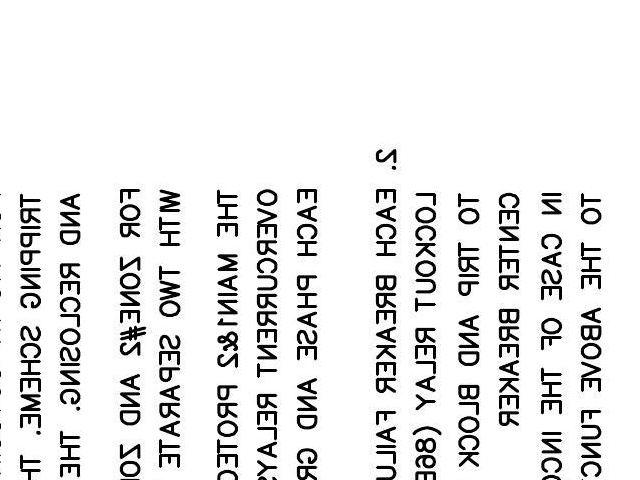 TRIPPING SCHEME. TH
AND RECLOSING. THE
FOR ZONE#2 AND ZO
WITH TWO SEPARATE
THE MAIN1&2 PROTEC
OVERCURRENT RELAYS
EACH PHASE AND GR
2. EACH BREAKER FAILU
LOCKOUT RELAY (86B
TO TRIP AND BLOCK
CENTER BREAKER
IN CASE OF THE INCO
TO THE ABOVE FUNC